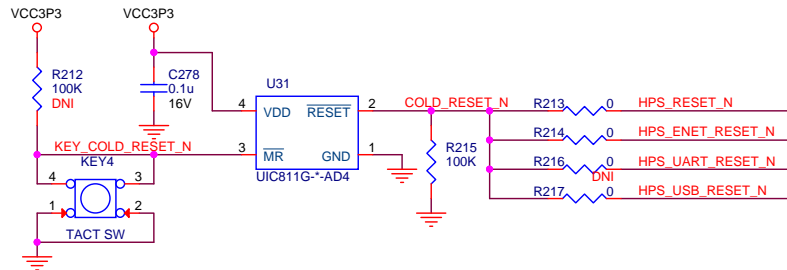 VCC3P3 VCC3P3
R212
100K
DNI
C278
0.1u
16V
U31
4 VDD RESET 2
3 MR GND 1
UIC811G-*-AD4
KEY_COLD_RESET_N
KEY4
4 3
1 2
TACT SW
COLD_RESET_N
R215
100K
R213 0 HPS_RESET_N
R214 0 HPS_ENET_RESET_N
R216 0 HPS_UART_RESET_N
DNI
R217 0 HPS_USB_RESET_N